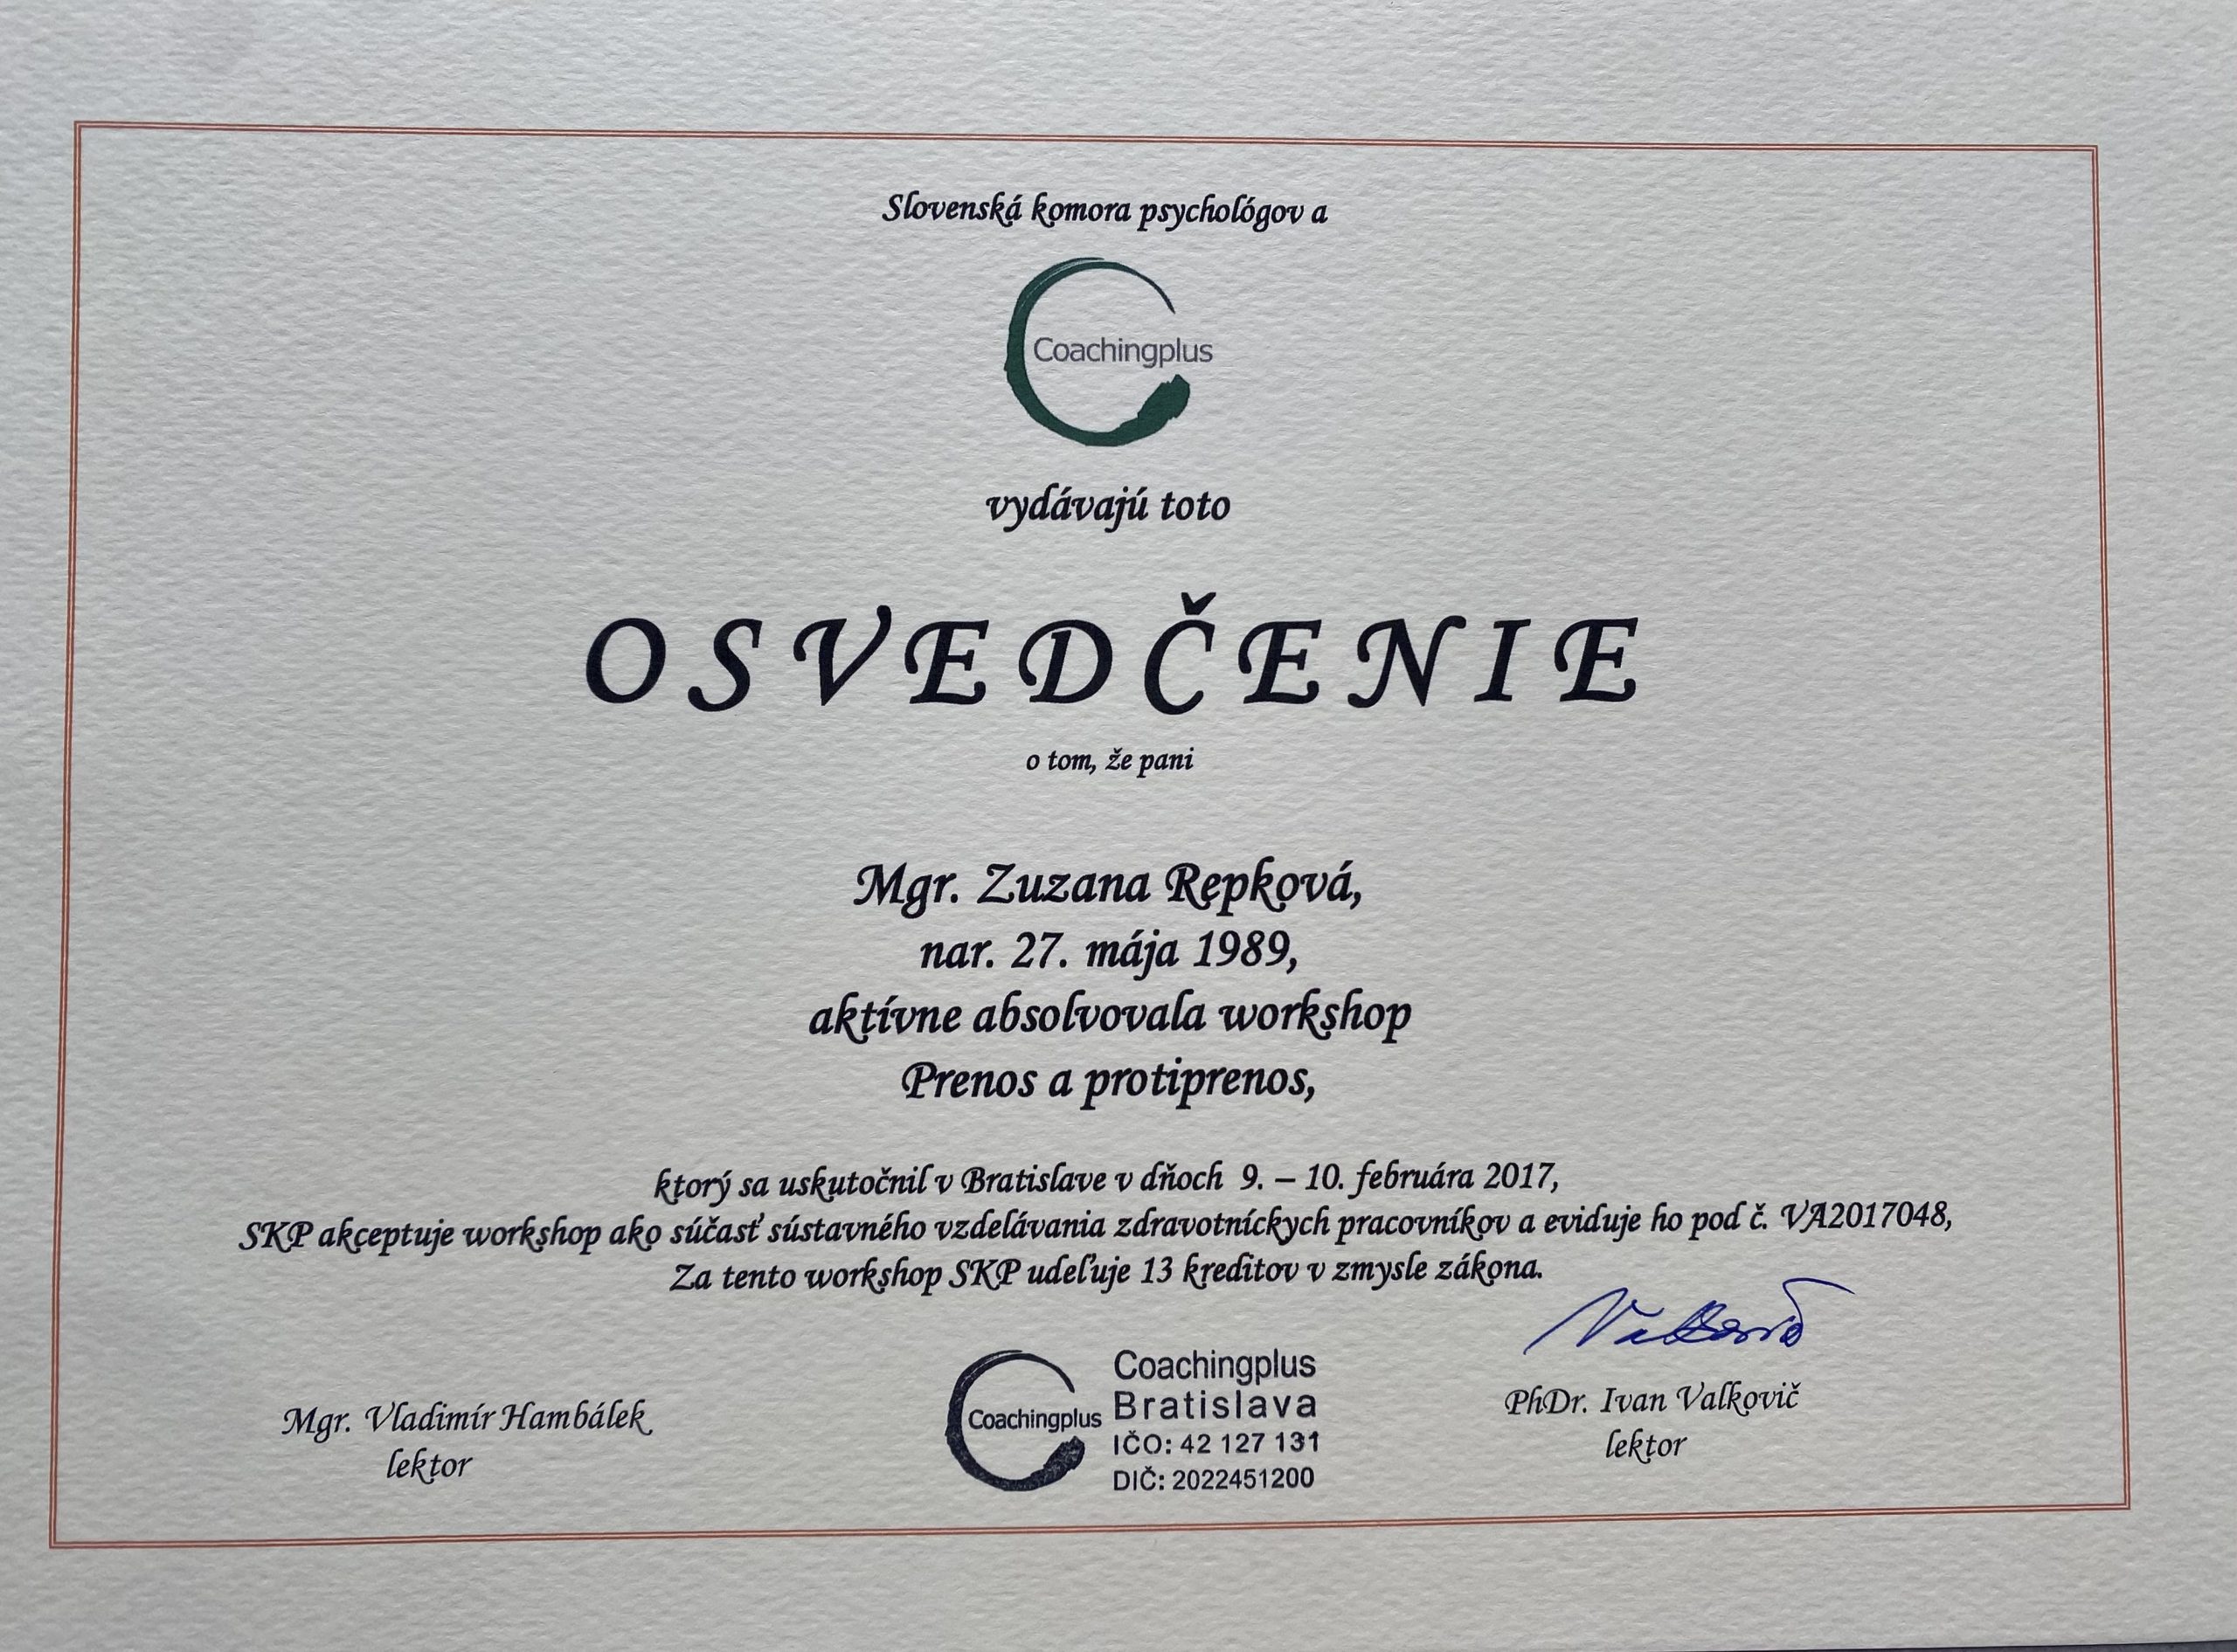 Slovenská komora psychológov a
Coachingplus
vydávajú toto
OSVEDČENIE
o tom, že pani
Mgr. Zuzana Repková,
nar. 27. mája 1989,
aktívne absolvovala workshop
Prenos a protiprenos,
ktorý sa uskutočnil v Bratislave v dňoch 9. – 10. februára 2017,
SKP akceptuje workshop ako súčasť sústavného vzdelávania zdravotníckych pracovníkov a eviduje ho pod č. VA2017048,
Za tento workshop SKP udeľuje 13 kreditov v zmysle zákona.
Mgr. Vladimír Hambálek
lektor
Coachingplus
Coachingplus
Bratislava
IČO: 42 127 131
DIČ: 2022451200
Valkovič
PhDr. Ivan Valkovič
lektor